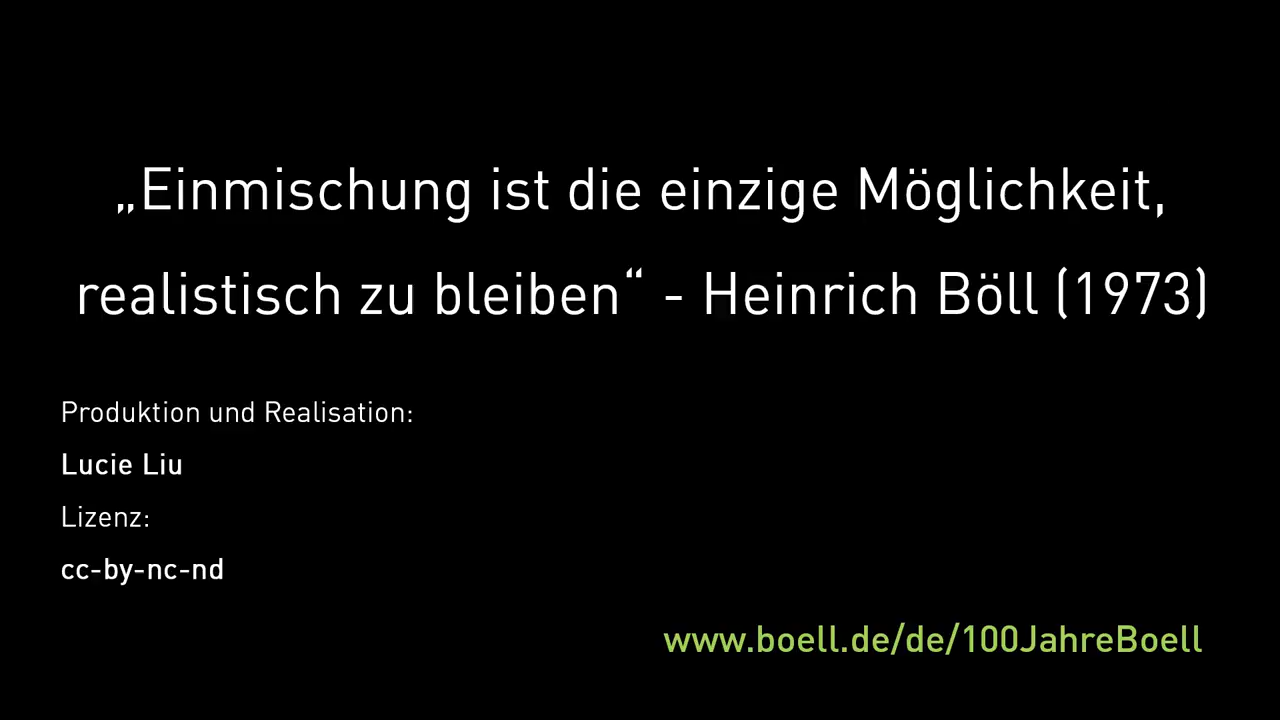 „Einmischung ist die einzige Möglichkeit,
realistisch zu bleiben“ - Heinrich Böll (1973)
Produktion und Realisation:
Lucie Liu
Lizenz:
cc-by-nc-nd
www.boell.de/de/100JahreBoell